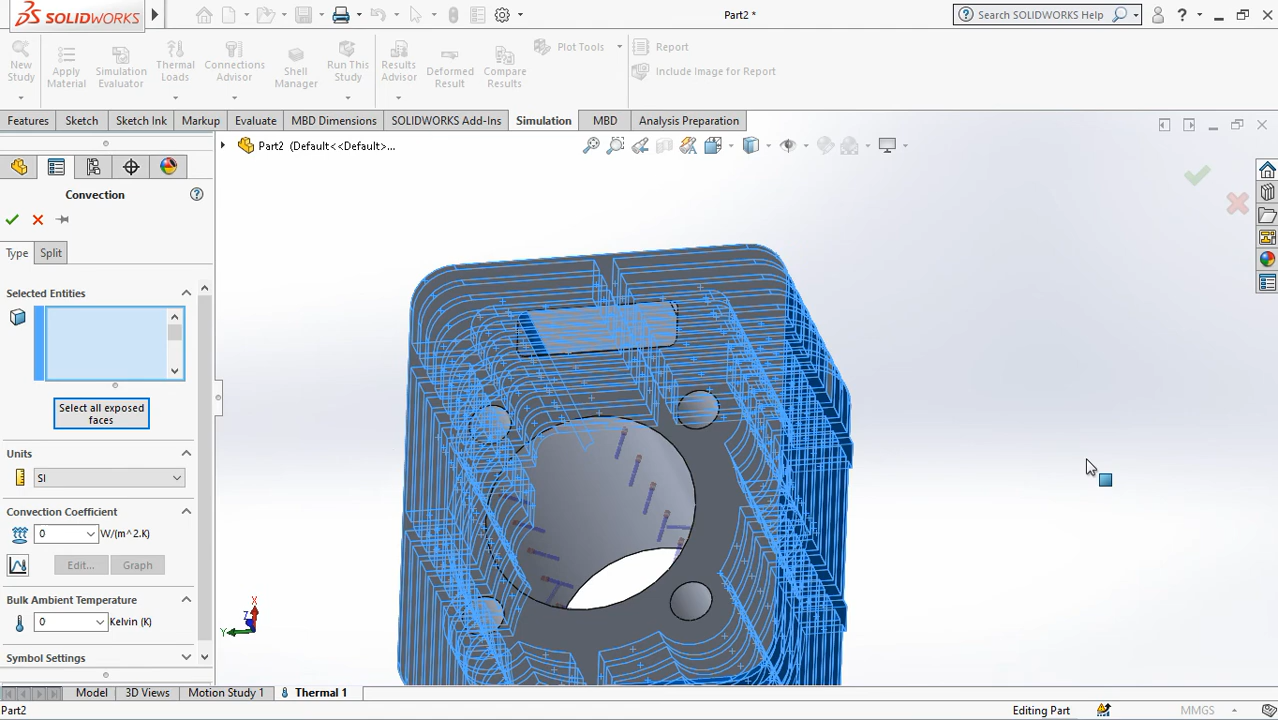 SOLIDWORKS
Part2 *
Search SOLIDWORKS Help
New Study
Apply Material
Simulation Evaluator
Thermal Loads
Connections Advisor
Shell Manager
Run This Study
Results Advisor
Deformed Result
Compare Results
Plot Tools
Report
Include Image for Report
Features
Sketch
Sketch Ink
Markup
Evaluate
MBD Dimensions
SOLIDWORKS Add-Ins
Simulation
MBD
Analysis Preparation
Part2 (Default<<Default>...
Convection
Type
Split
Selected Entities
Select all exposed
faces
Units
SI
Convection Coefficient
0 W/(m^2.K)
Edit...
Graph
Bulk Ambient Temperature
0 Kelvin (K)
Symbol Settings
X
Y
Z
Model
3D Views
Motion Study 1
Thermal 1
Part2
Editing Part
MMGS